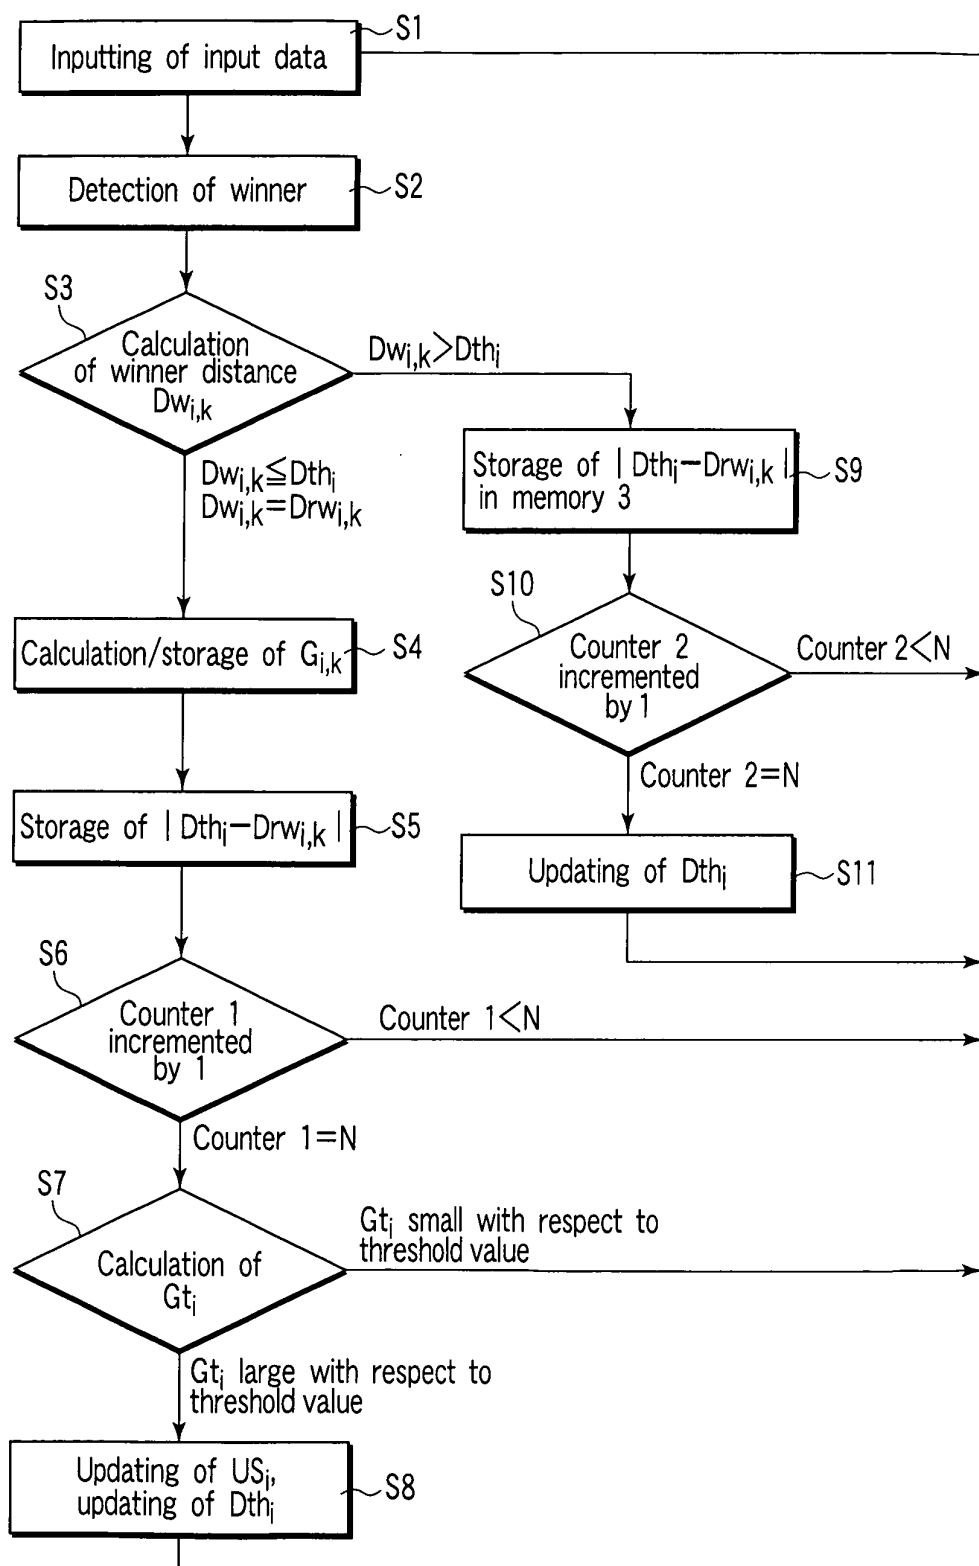 S1
Inputting of input data
Detection of winner
S2
S3
Calculation
of winner distance
Dwi,k
Dwi,k>Dthi
Dwi,k≦Dthi
Dwi,k=Drwi,k
Storage of |Dthi−Drwi,k|
in memory 3
S9
S10
Counter 2
incremented
by 1
Counter 2<N
Calculation/storage of Gi,k
S4
Counter 2=N
Storage of |Dthi−Drwi,k|
S5
Updating of Dthi
S11
S6
Counter 1
incremented
by 1
Counter 1<N
Counter 1=N
S7
Calculation of
Gti
Gti small with respect to
threshold value
Gti large with respect to
threshold value
Updating of USi,
updating of Dthi
S8